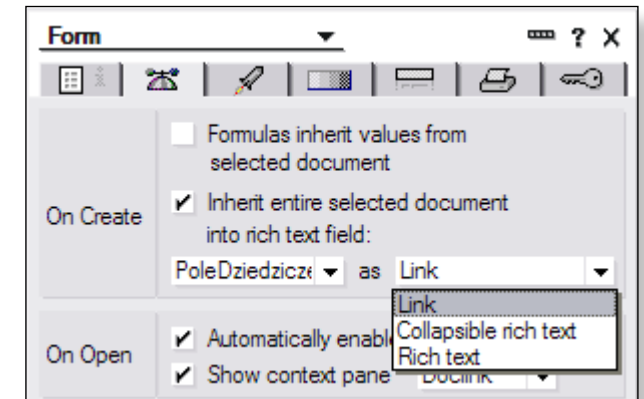 Form
? X
Formulas inherit values from
selected document
On Create
Inherit entire selected document
into rich text field:
PoleDziedzicze as Link
Link
Collapsible rich text
Rich text
On Open
Automatically enable
Show context pane Doclink